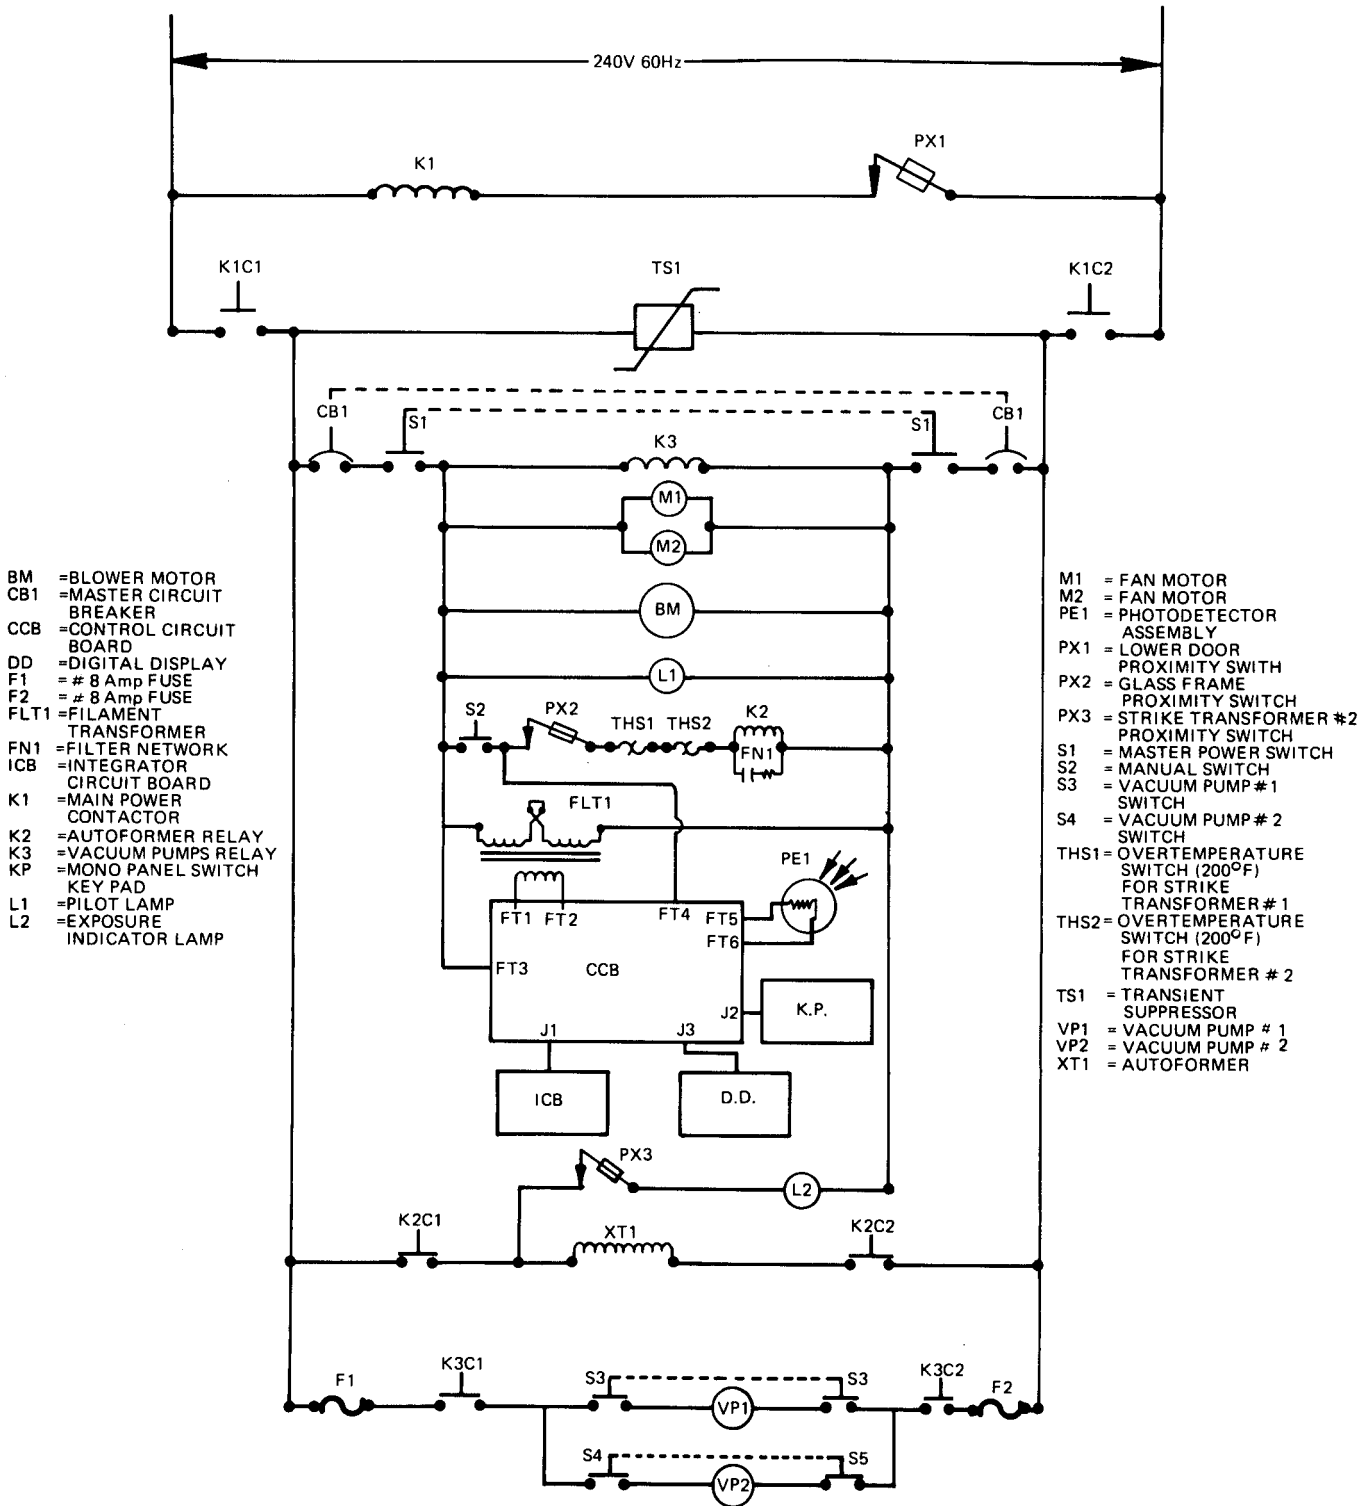 240V 60Hz
K1
PX1
K1C1
TS1
K1C2
CB1
S1
K3
S1
CB1
M1
M2
BM
L1
S2
PX2
THS1
THS2
K2
FN1
FLT1
PE1
FT1
FT2
FT4
FT5
FT6
FT3
CCB
J2
K.P.
J1
J3
ICB
D.D.
PX3
L2
K2C1
XT1
K2C2
F1
K3C1
S3
VP1
S3
K3C2
F2
S4
VP2
S5
BM =BLOWER MOTOR
CB1 =MASTER CIRCUIT
BREAKER
CCB =CONTROL CIRCUIT
BOARD
DD =DIGITAL DISPLAY
F1 = # 8 Amp FUSE
F2 = # 8 Amp FUSE
FLT1 =FILAMENT
TRANSFORMER
FN1 =FILTER NETWORK
ICB =INTEGRATOR
CIRCUIT BOARD
K1 =MAIN POWER
CONTACTOR
K2 =AUTOFORMER RELAY
K3 =VACUUM PUMPS RELAY
KP =MONO PANEL SWITCH
KEY PAD
L1 =PILOT LAMP
L2 =EXPOSURE
INDICATOR LAMP
M1 = FAN MOTOR
M2 = FAN MOTOR
PE1 = PHOTODETECTOR
ASSEMBLY
PX1 = LOWER DOOR
PROXIMITY SWITH
PX2 = GLASS FRAME
PROXIMITY SWITCH
PX3 = STRIKE TRANSFORMER #2
PROXIMITY SWITCH
S1 = MASTER POWER SWITCH
S2 = MANUAL SWITCH
S3 = VACUUM PUMP #1
SWITCH
S4 = VACUUM PUMP # 2
SWITCH
THS1= OVERTEMPERATURE
SWITCH (200°F)
FOR STRIKE
TRANSFORMER # 1
THS2= OVERTEMPERATURE
SWITCH (200°F)
FOR STRIKE
TRANSFORMER # 2
TS1 = TRANSIENT
SUPPRESSOR
VP1 = VACUUM PUMP # 1
VP2 = VACUUM PUMP # 2
XT1 = AUTOFORMER